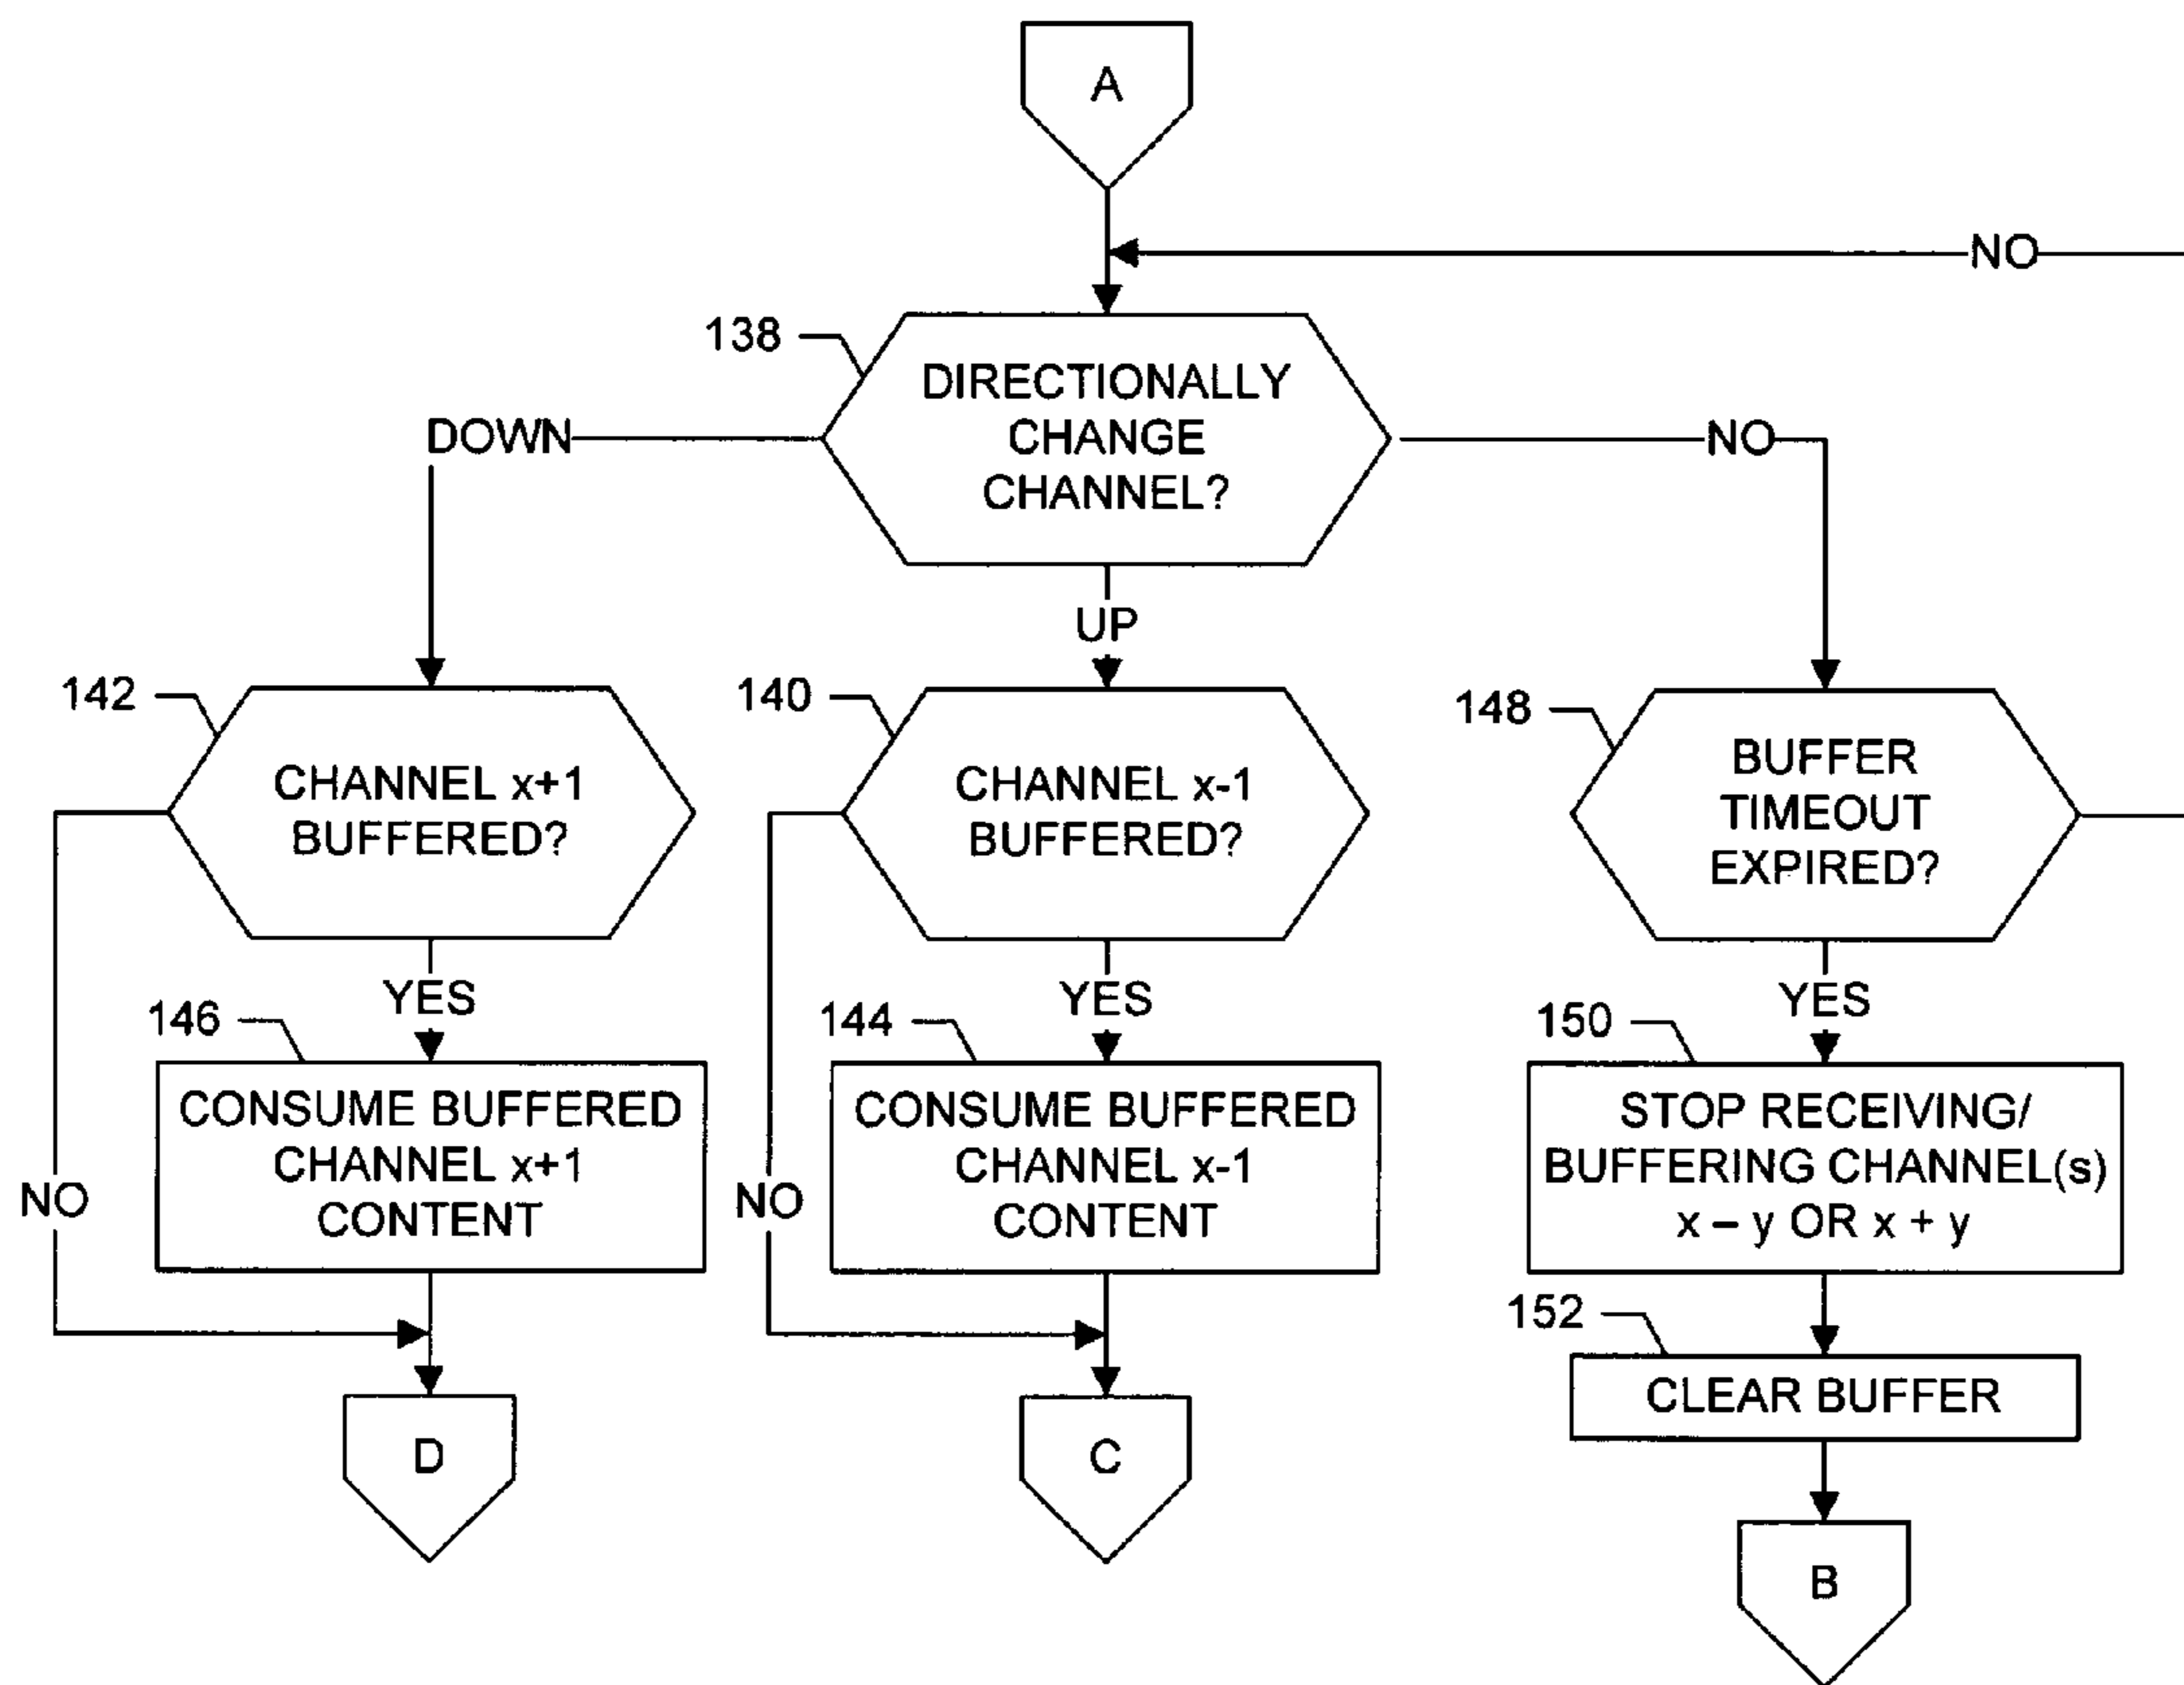 A
NO
138
DIRECTIONALLY
CHANGE
CHANNEL?
DOWN
NO
UP
142
CHANNEL x+1
BUFFERED?
140
CHANNEL x-1
BUFFERED?
148
BUFFER
TIMEOUT
EXPIRED?
YES
YES
YES
146
CONSUME BUFFERED
CHANNEL x+1
CONTENT
NO
144
CONSUME BUFFERED
CHANNEL x-1
CONTENT
NO
150
STOP RECEIVING/
BUFFERING CHANNEL(s)
x – y OR x + y
152
CLEAR BUFFER
D
C
B